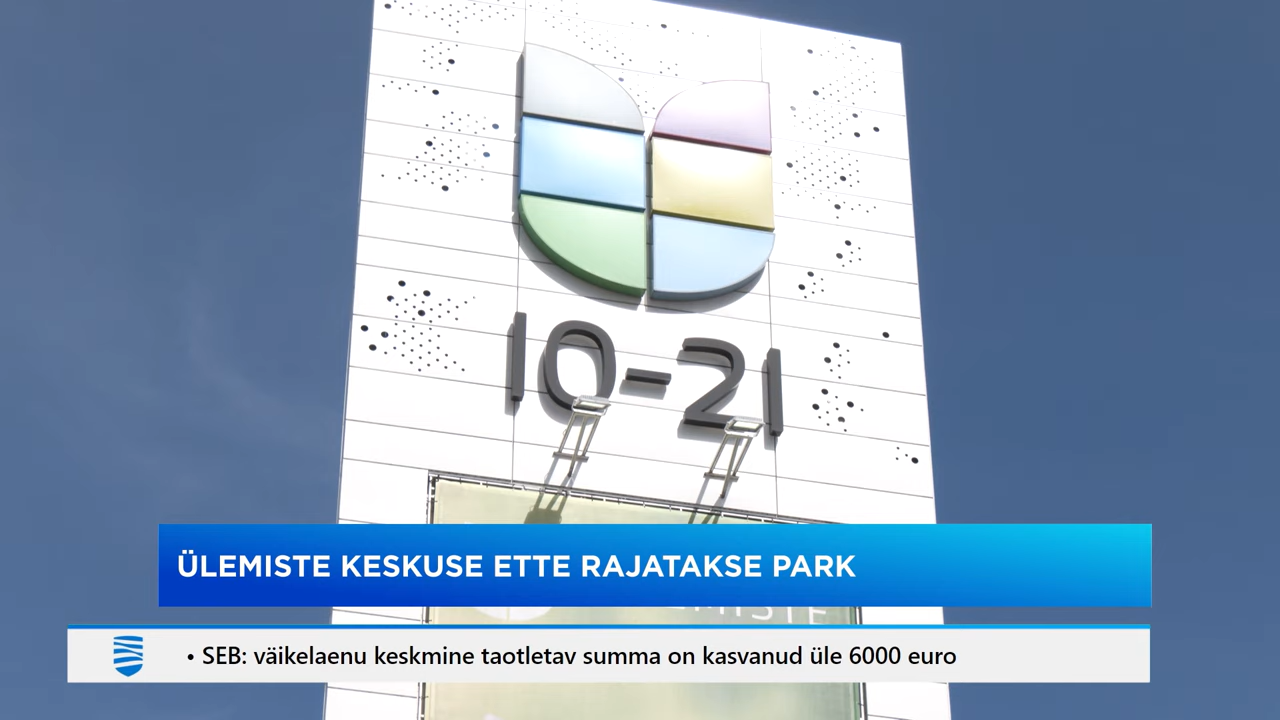 10-21
ÜLEMISTE KESKUSE ETTE RAJATAKSE PARK
• SEB: väikelaenu keskmine taotletav summa on kasvanud üle 6000 euro